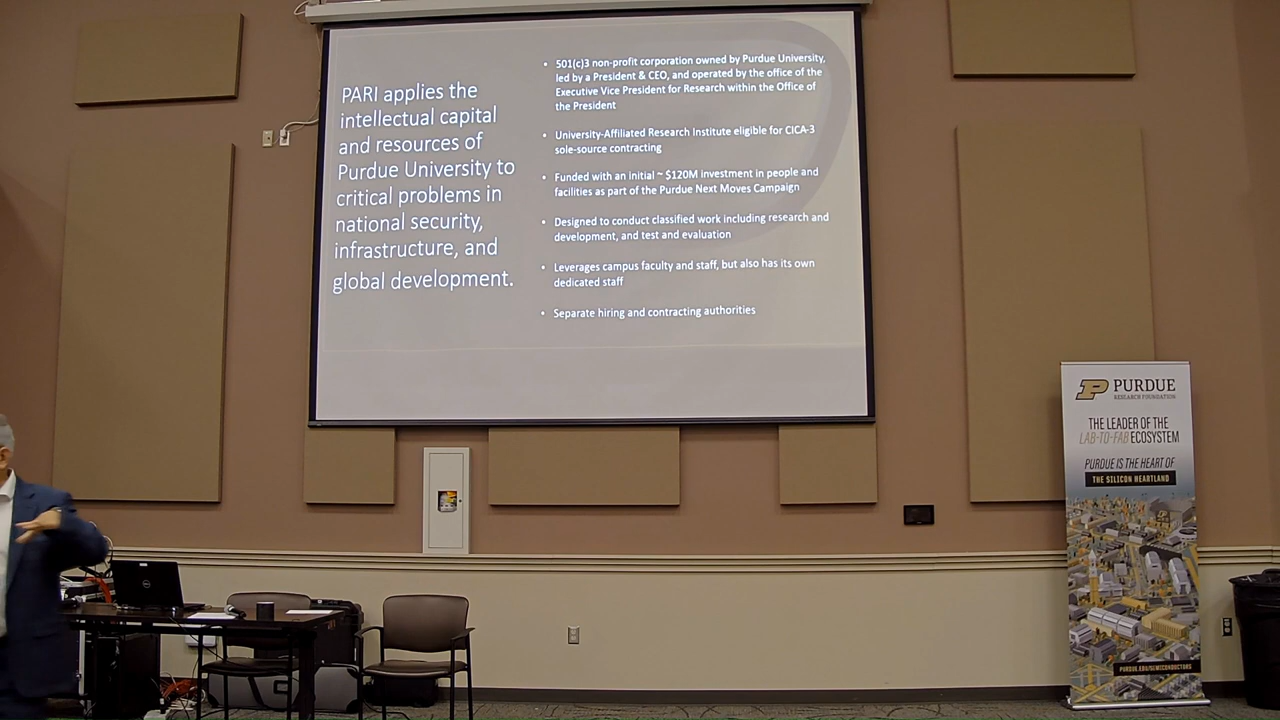 PARI applies the
intellectual capital
and resources of
Purdue University to
critical problems in
national security,
infrastructure, and
global development.
• 501(c)3 non-profit corporation owned by Purdue University,
led by a President & CEO, and operated by the office of the
Executive Vice President for Research within the Office of
the President
• University-Affiliated Research Institute eligible for CICA-3
sole-source contracting
• Funded with an initial ~ $120M investment in people and
facilities as part of the Purdue Next Moves Campaign
• Designed to conduct classified work including research and
development, and test and evaluation
• Leverages campus faculty and staff, but also has its own
dedicated staff
• Separate hiring and contracting authorities
P PURDUE
RESEARCH FOUNDATION
THE LEADER OF THE
LAB-TO-FAB ECOSYSTEM
PURDUE IS THE HEART OF
THE SILICON HEARTLAND
PURDUE.EDU/SEMICONDUCTORS
DELL